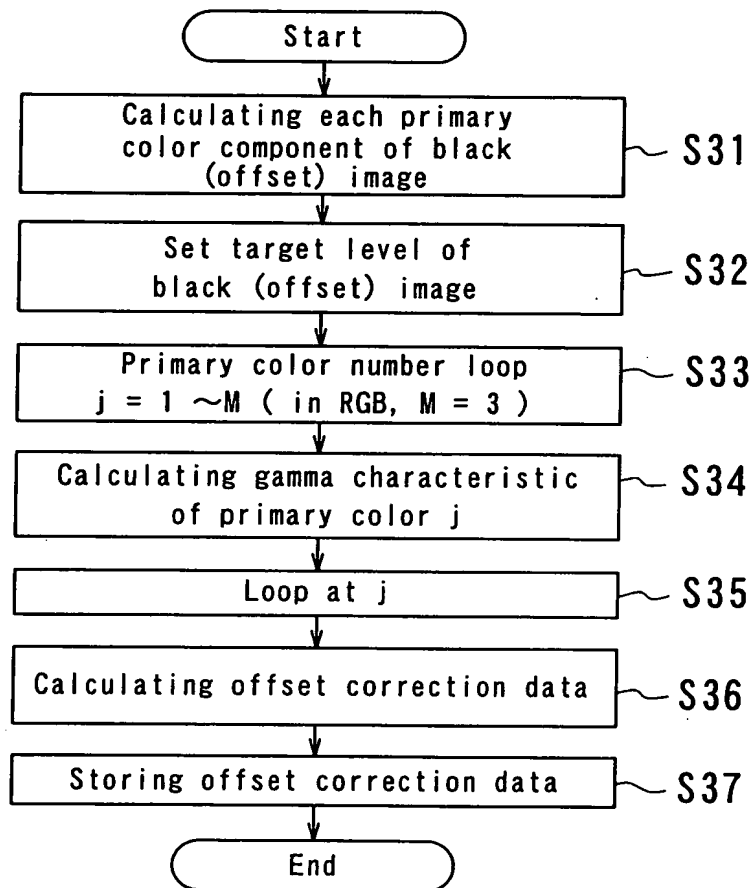 Start
Calculating each primary
color component of black
(offset) image
S31
Set target level of
black (offset) image
S32
Primary color number loop
j = 1 ~M ( in RGB, M = 3 )
S33
Calculating gamma characteristic
of primary color j
S34
Loop at j
S35
Calculating offset correction data
S36
Storing offset correction data
S37
End